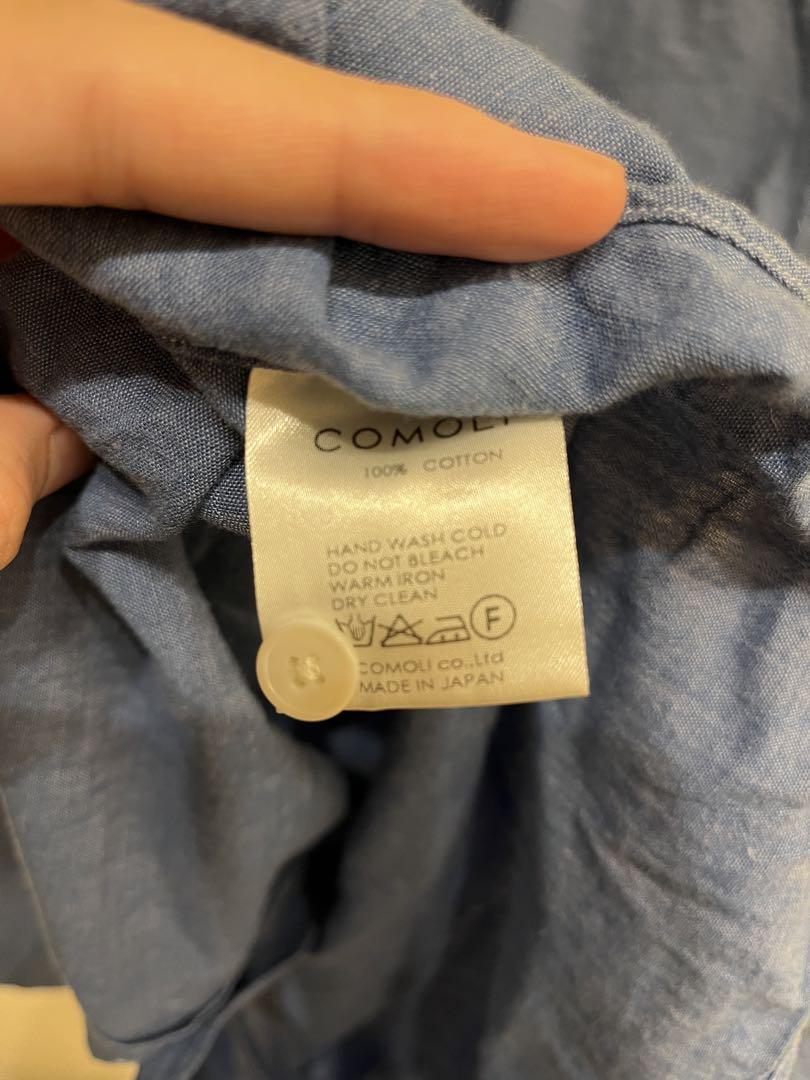 COMOLI
100% COTTON
HAND WASH COLD
DO NOT BLEACH
WARM IRON
DRY CLEAN
F
COMOLI co.,Ltd
MADE IN JAPAN